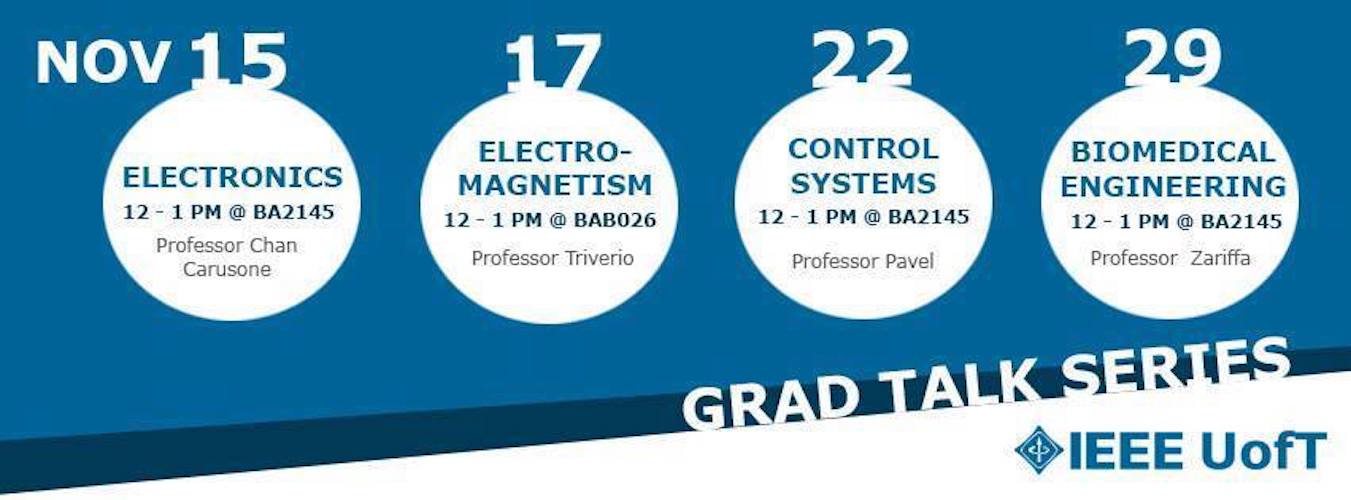 NOV 15
ELECTRONICS
12 - 1 PM @ BA2145
Professor Chan
Carusone
17
ELECTRO-
MAGNETISM
12 - 1 PM @ BAB026
Professor Triverio
22
CONTROL
SYSTEMS
12 - 1 PM @ BA2145
Professor Pavel
29
BIOMEDICAL
ENGINEERING
12 - 1 PM @ BA2145
Professor Zariffa
GRAD TALK SERIES
IEEE UofT